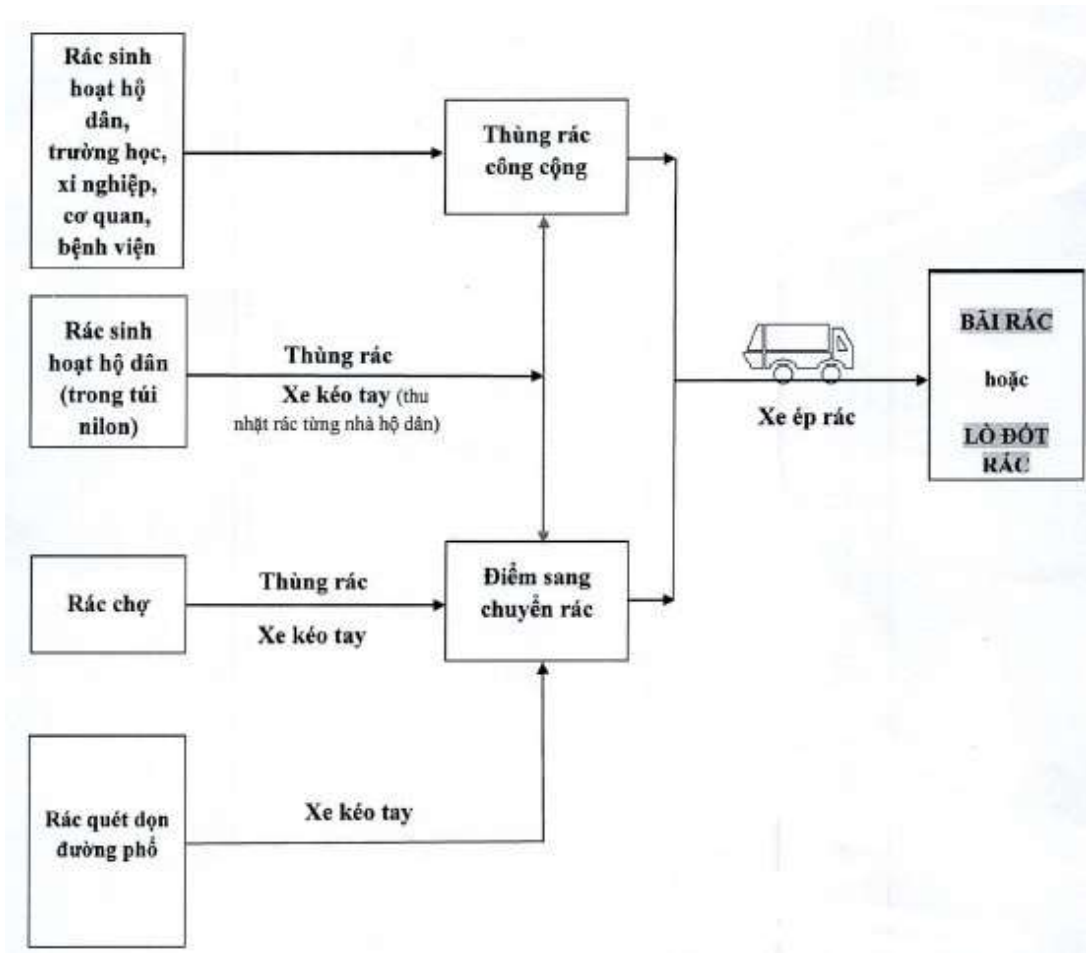 Rác sinh
hoạt hộ
dân,
trường học,
xí nghiệp,
cơ quan,
bệnh viện
Thùng rác
công cộng
Rác sinh
hoạt hộ dân
(trong túi
nilon)
Thùng rác
Xe kéo tay (thu
nhặt rác từng nhà hộ dân)
Xe ép rác
BÃI RÁC
hoặc
LÒ ĐỐT
RÁC
Rác chợ
Thùng rác
Xe kéo tay
Điểm sang
chuyển rác
Rác quét dọn
đường phố
Xe kéo tay